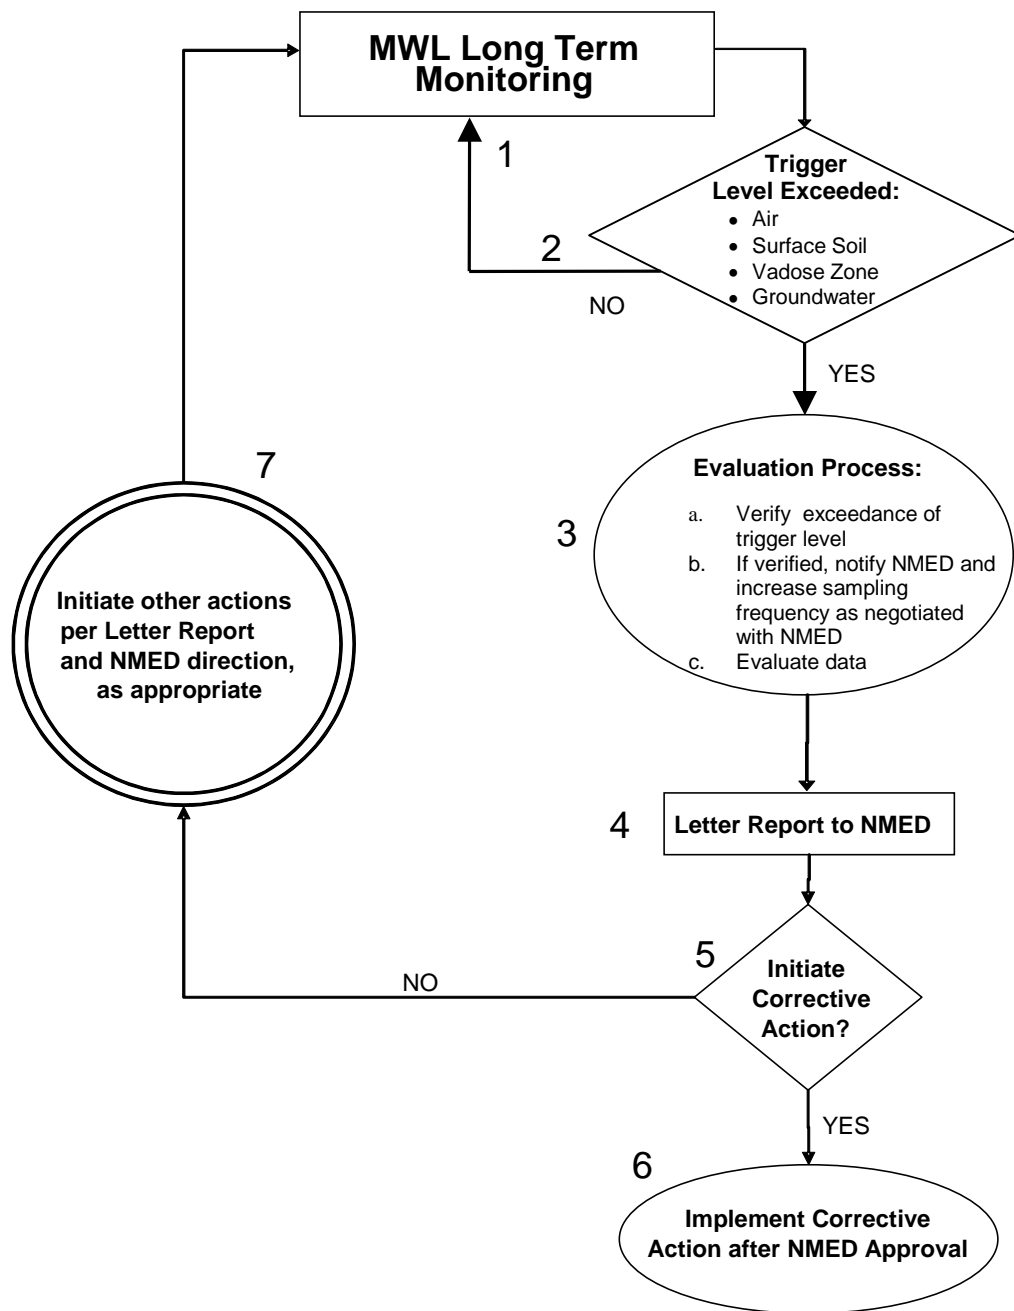 MWL Long Term
Monitoring
1
Trigger
Level Exceeded:
• Air
• Surface Soil
• Vadose Zone
• Groundwater
2
NO
YES
Evaluation Process:
3
a. Verify exceedance of
trigger level
b. If verified, notify NMED and
increase sampling
frequency as negotiated
with NMED
c. Evaluate data
7
Initiate other actions
per Letter Report
and NMED direction,
as appropriate
4
Letter Report to NMED
5
Initiate
Corrective
Action?
NO
YES
6
Implement Corrective
Action after NMED Approval